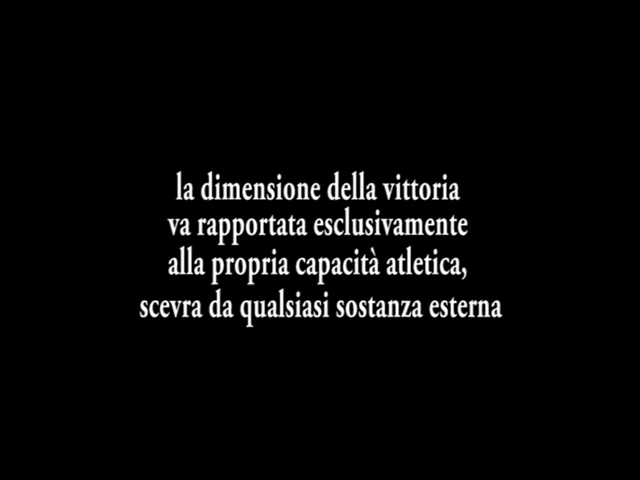 la dimensione della vittoria
va rapportata esclusivamente
alla propria capacità atletica,
scevra da qualsiasi sostanza esterna